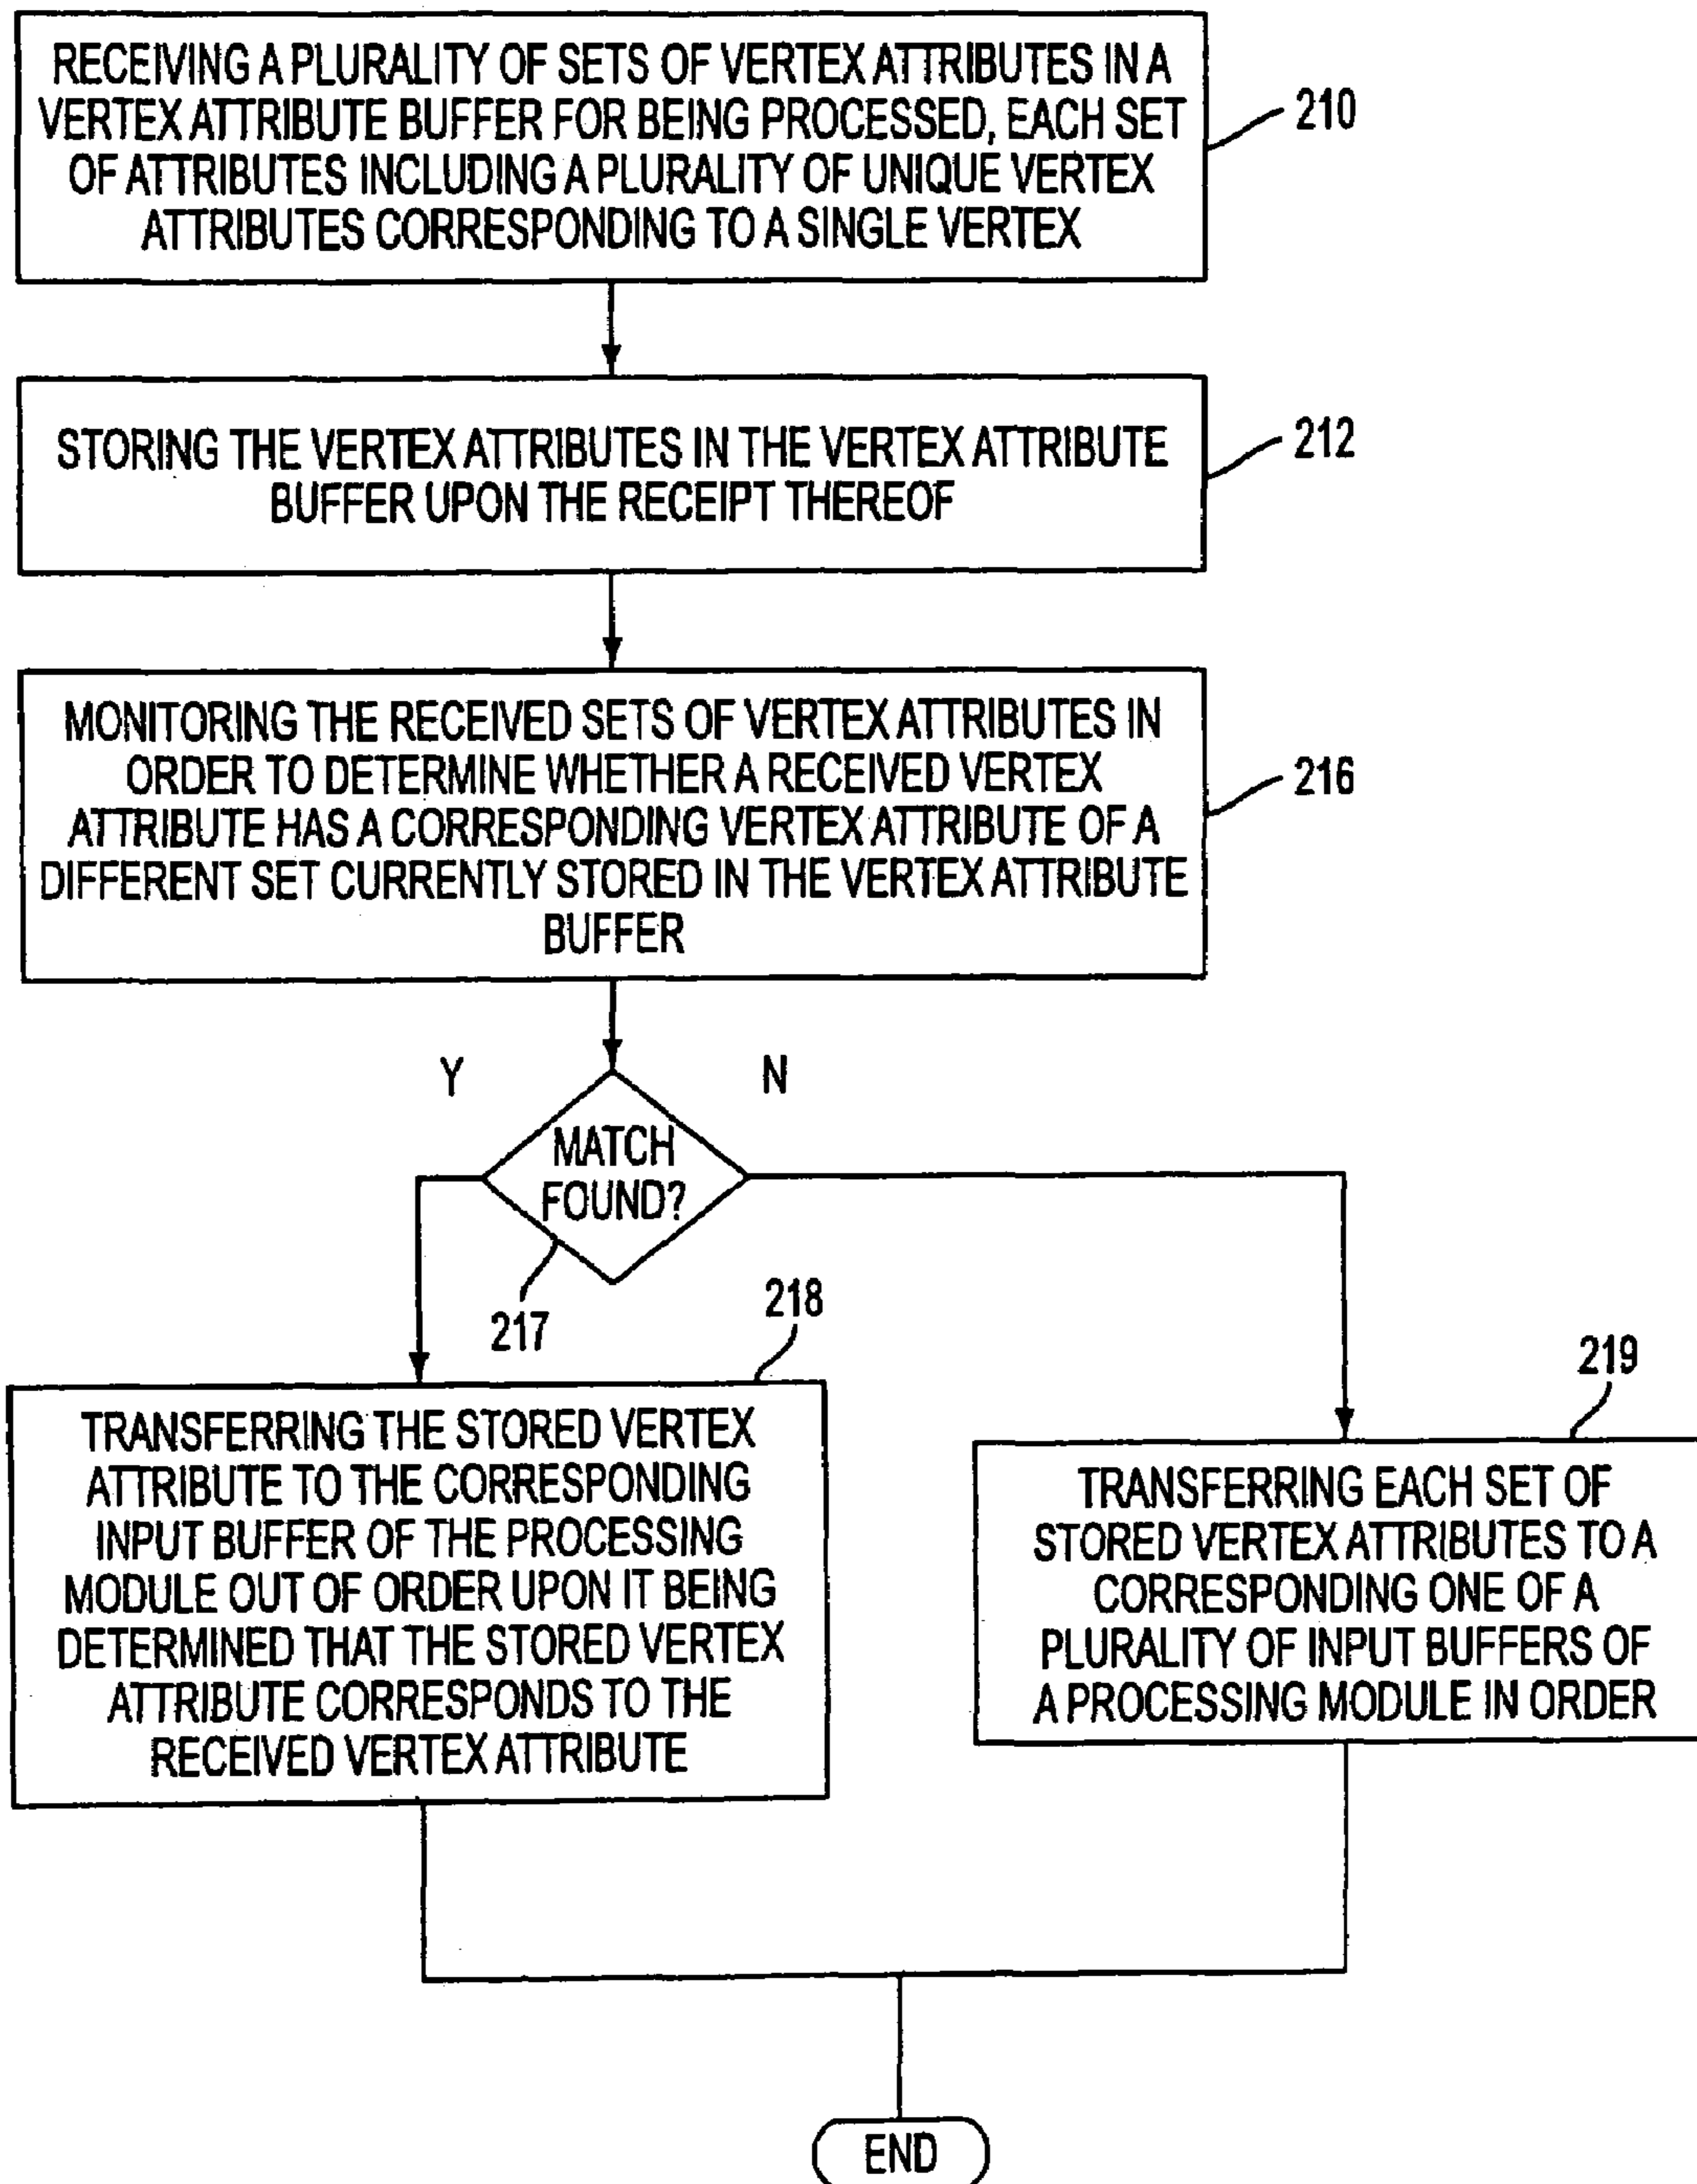 RECEIVING A PLURALITY OF SETS OF VERTEX ATTRIBUTES IN A
VERTEX ATTRIBUTE BUFFER FOR BEING PROCESSED, EACH SET
OF ATTRIBUTES INCLUDING A PLURALITY OF UNIQUE VERTEX
ATTRIBUTES CORRESPONDING TO A SINGLE VERTEX
210
STORING THE VERTEX ATTRIBUTES IN THE VERTEX ATTRIBUTE
BUFFER UPON THE RECEIPT THEREOF
212
MONITORING THE RECEIVED SETS OF VERTEX ATTRIBUTES IN
ORDER TO DETERMINE WHETHER A RECEIVED VERTEX
ATTRIBUTE HAS A CORRESPONDING VERTEX ATTRIBUTE OF A
DIFFERENT SET CURRENTLY STORED IN THE VERTEX ATTRIBUTE
BUFFER
216
Y
N
MATCH
FOUND?
217
218
TRANSFERRING THE STORED VERTEX
ATTRIBUTE TO THE CORRESPONDING
INPUT BUFFER OF THE PROCESSING
MODULE OUT OF ORDER UPON IT BEING
DETERMINED THAT THE STORED VERTEX
ATTRIBUTE CORRESPONDS TO THE
RECEIVED VERTEX ATTRIBUTE
219
TRANSFERRING EACH SET OF
STORED VERTEX ATTRIBUTES TO A
CORRESPONDING ONE OF A
PLURALITY OF INPUT BUFFERS OF
A PROCESSING MODULE IN ORDER
END